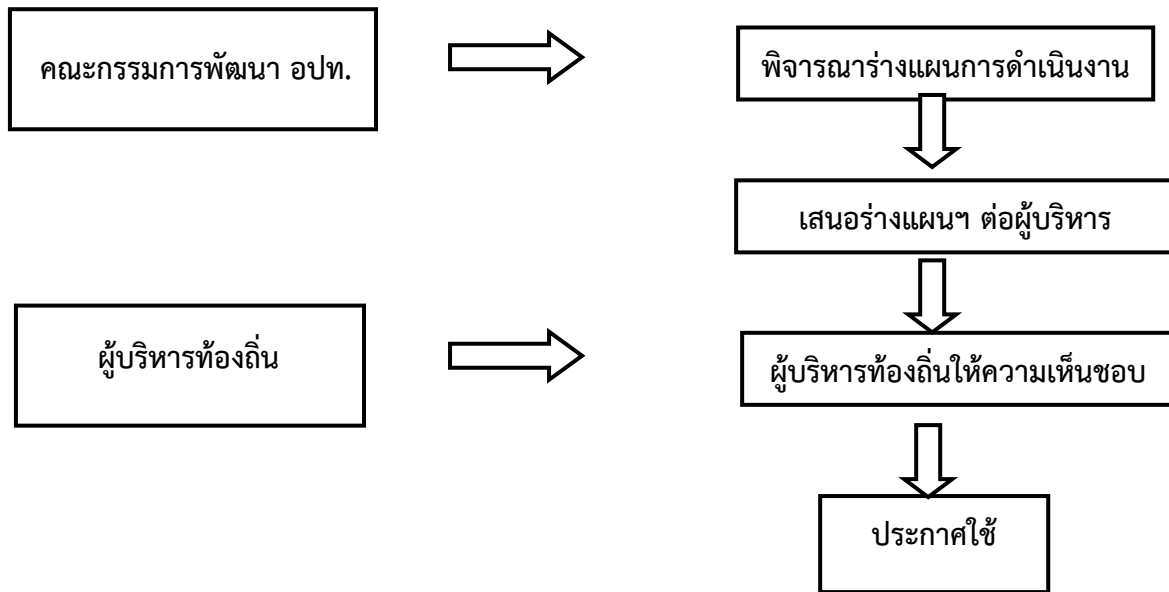 คณะกรรมการพัฒนา อปท.
พิจารณาร่างแผนการดำเนินงาน
เสนอร่างแผนฯ ต่อผู้บริหาร
ผู้บริหารท้องถิ่น
ผู้บริหารท้องถิ่นให้ความเห็นชอบ
ประกาศใช้